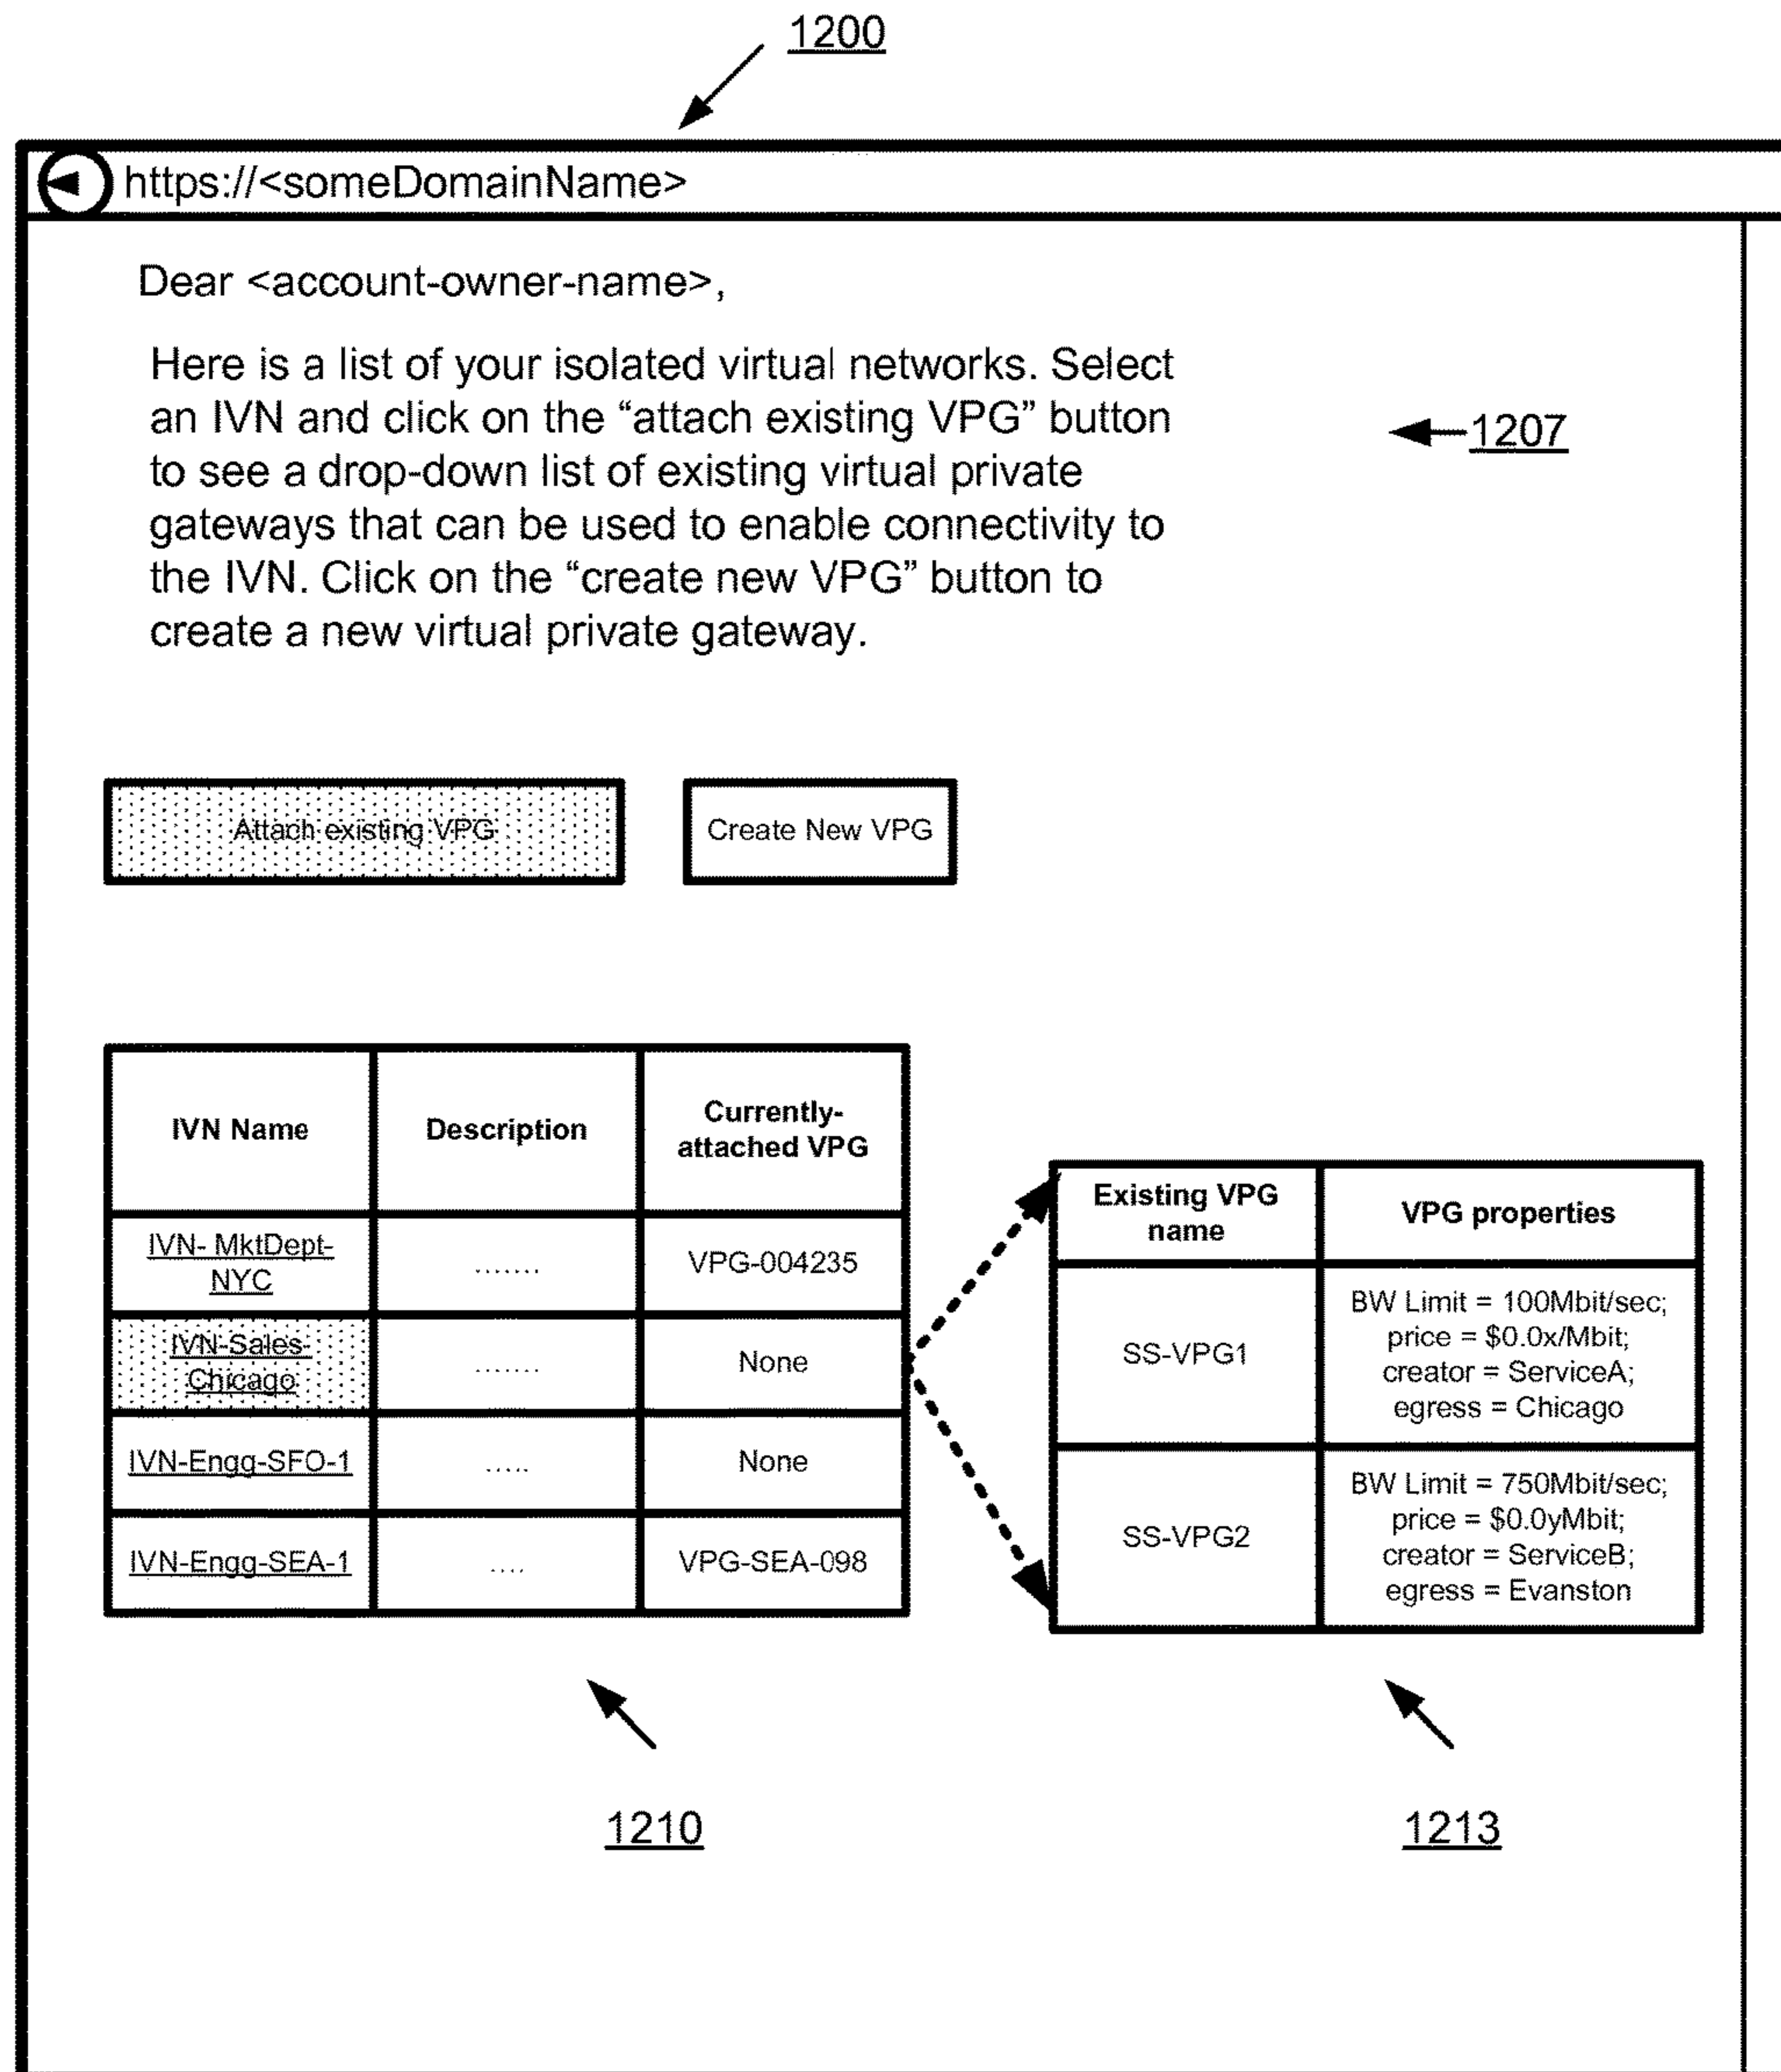 1200
https://<someDomainName>
Dear <account-owner-name>,
Here is a list of your isolated virtual networks. Select
an IVN and click on the “attach existing VPG” button
to see a drop-down list of existing virtual private
gateways that can be used to enable connectivity to
the IVN. Click on the “create new VPG” button to
create a new virtual private gateway.
1207
Attach existing VPG
Create New VPG
IVN Name
Description
Currently-
attached VPG
IVN- MktDept-
NYC
.......
VPG-004235
IVN-Sales-
Chicago
.......
None
IVN-Engg-SFO-1
.....
None
IVN-Engg-SEA-1
....
VPG-SEA-098
Existing VPG
name
VPG properties
SS-VPG1
BW Limit = 100Mbit/sec;
price = $0.0x/Mbit;
creator = ServiceA;
egress = Chicago
SS-VPG2
BW Limit = 750Mbit/sec;
price = $0.0yMbit;
creator = ServiceB;
egress = Evanston
1210
1213